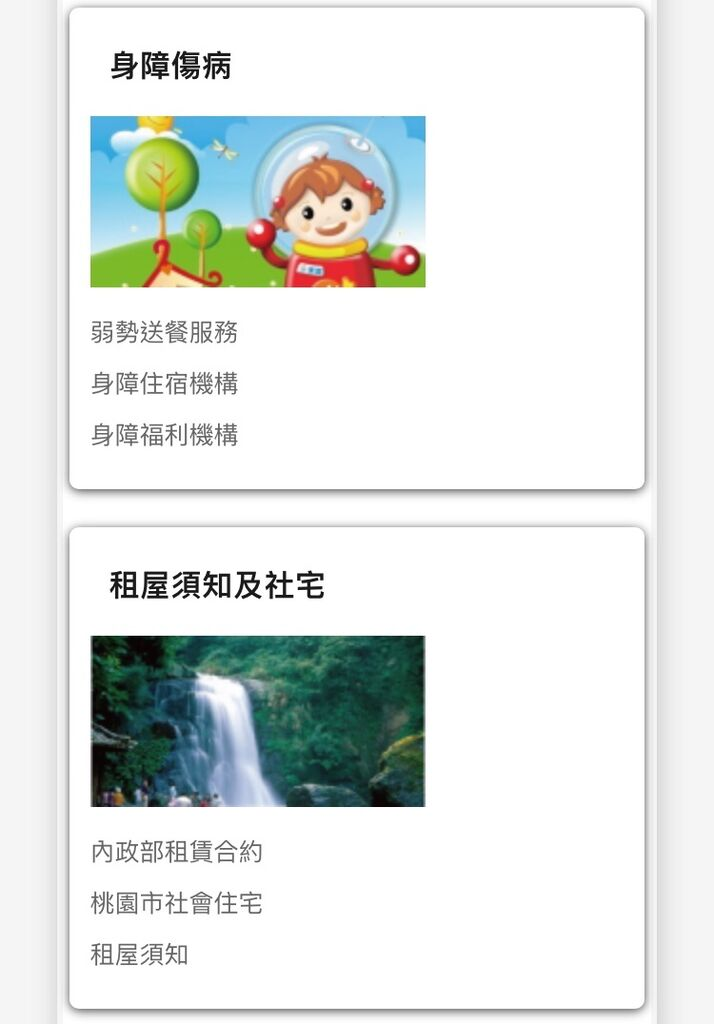 身障傷病
弱勢送餐服務
身障住宿機構
身障福利機構
租屋須知及社宅
內政部租賃合約
桃園市社會住宅
租屋須知